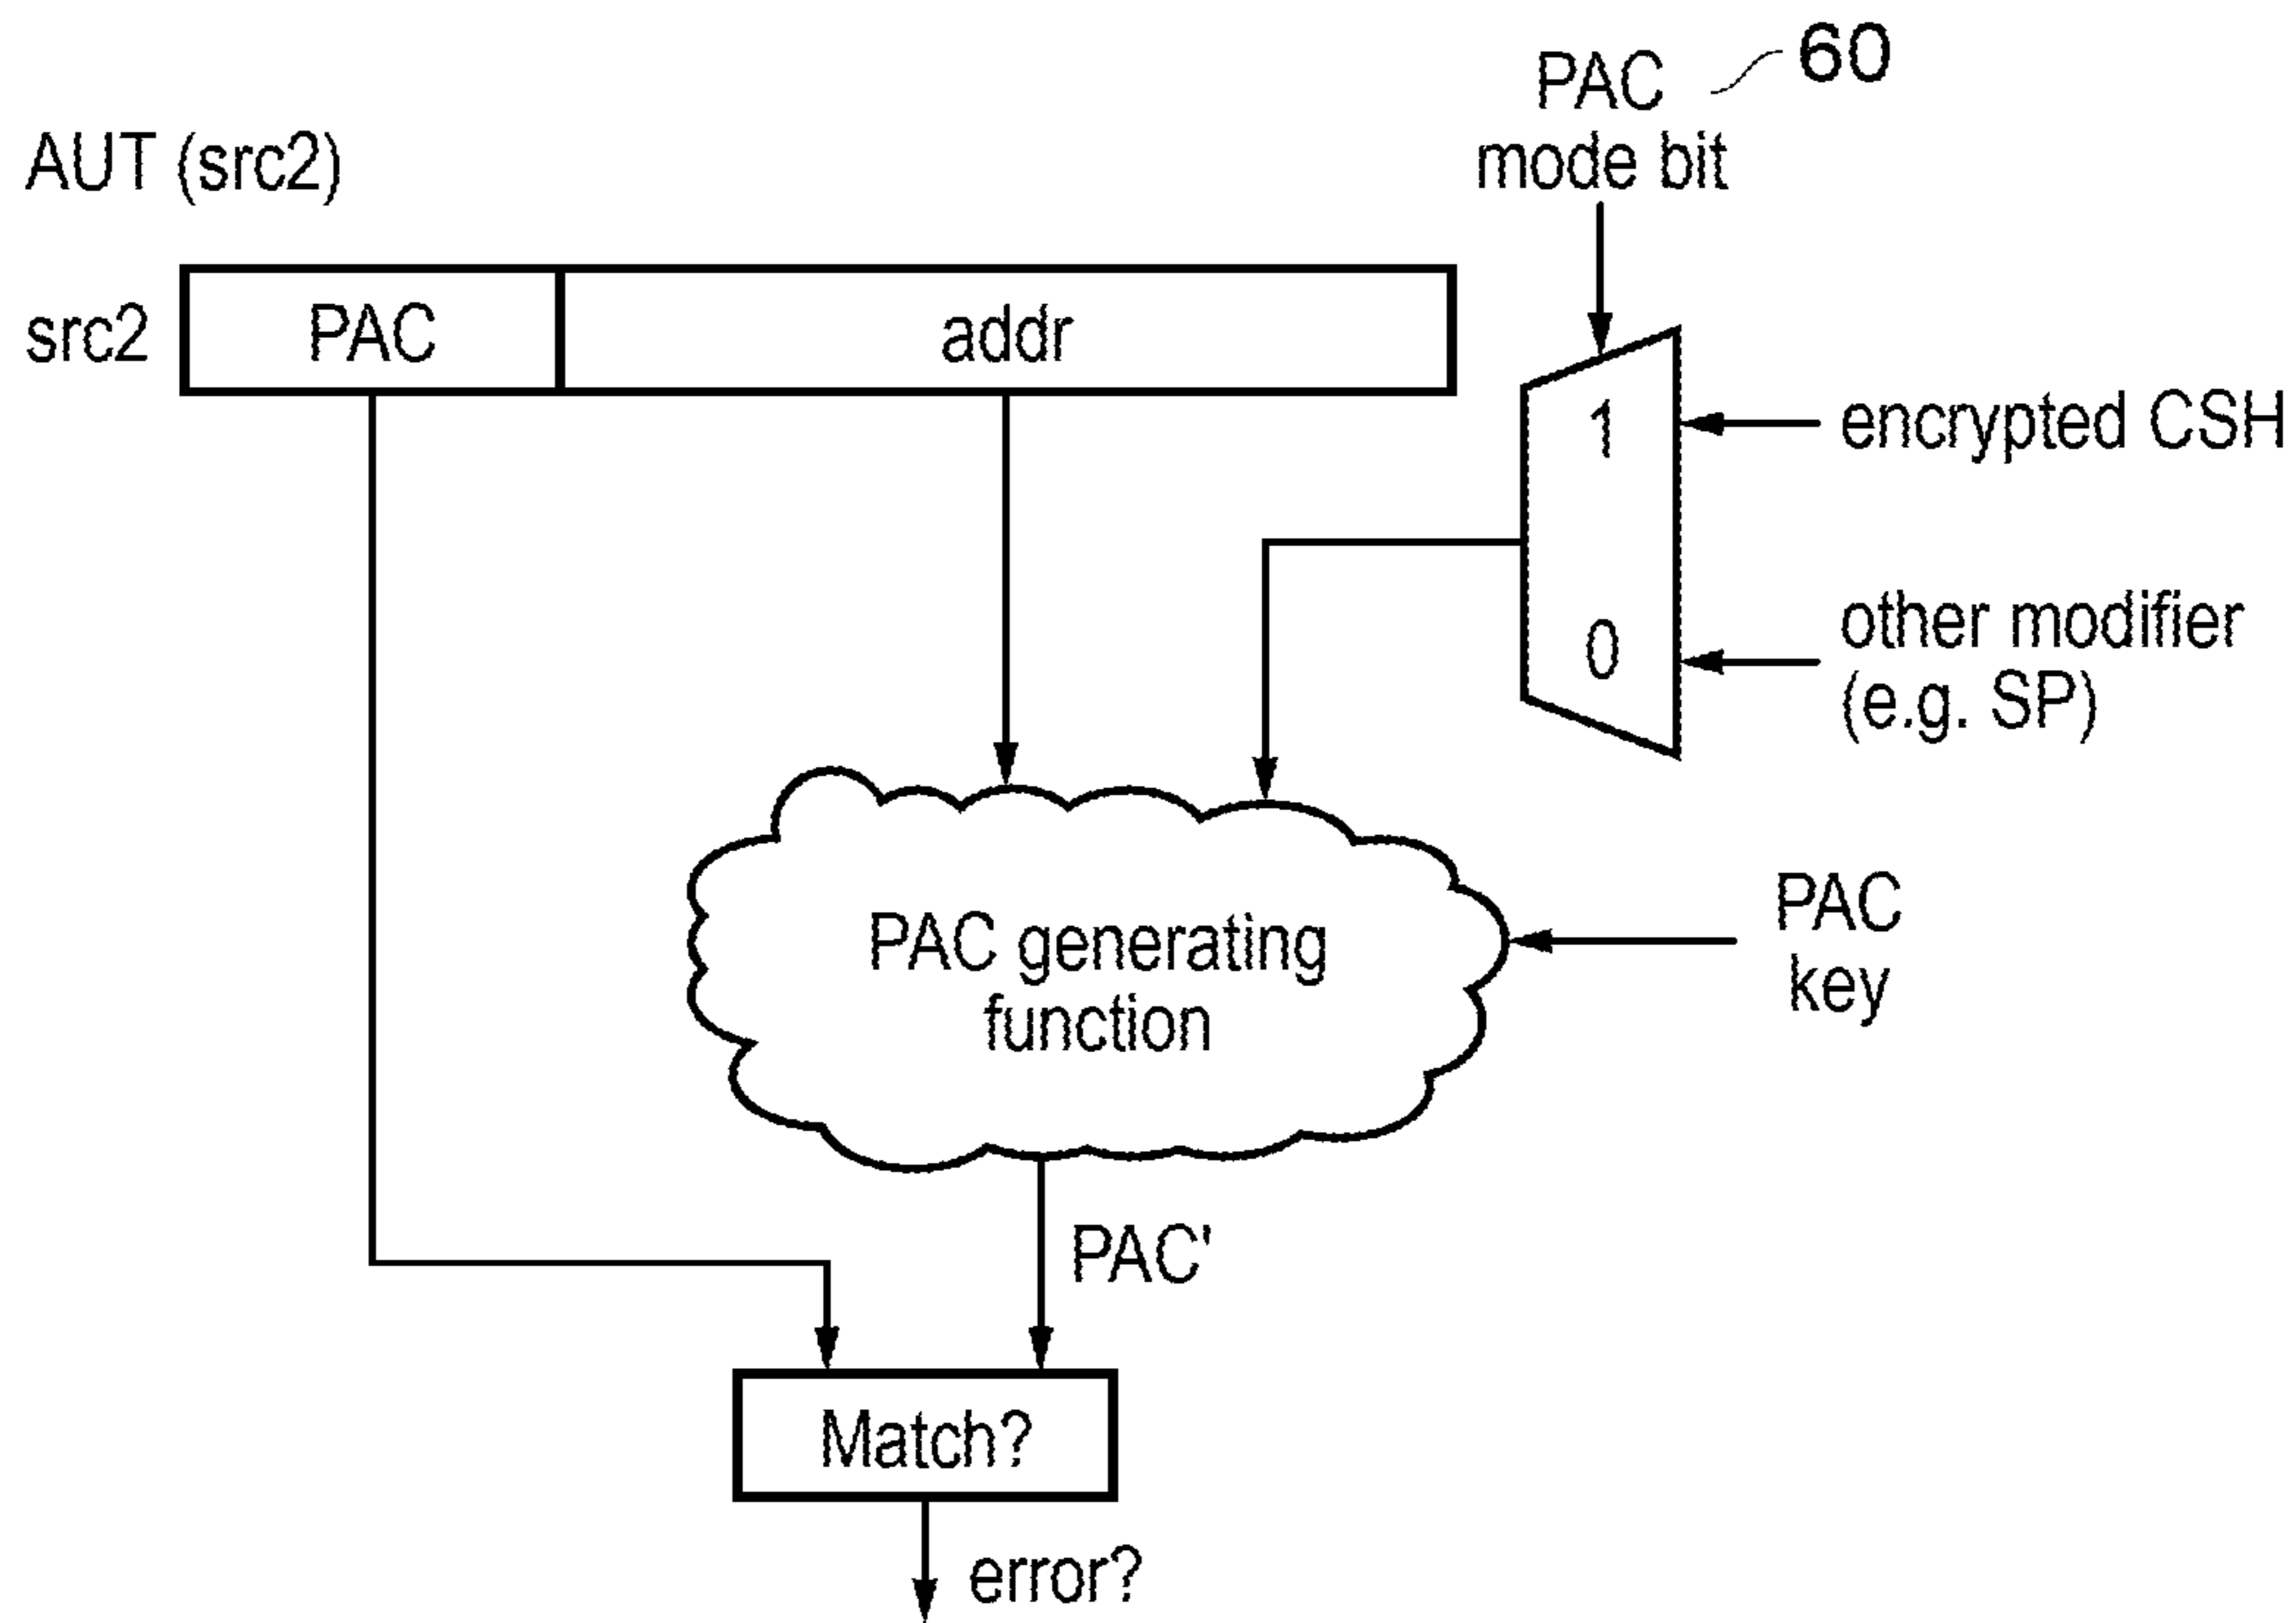 60
PAC
mode bit
AUT (src2)
src2
PAC
addr
1
encrypted CSH
0
other modifier
(e.g. SP)
PAC generating
function
PAC
key
PAC'
Match?
error?